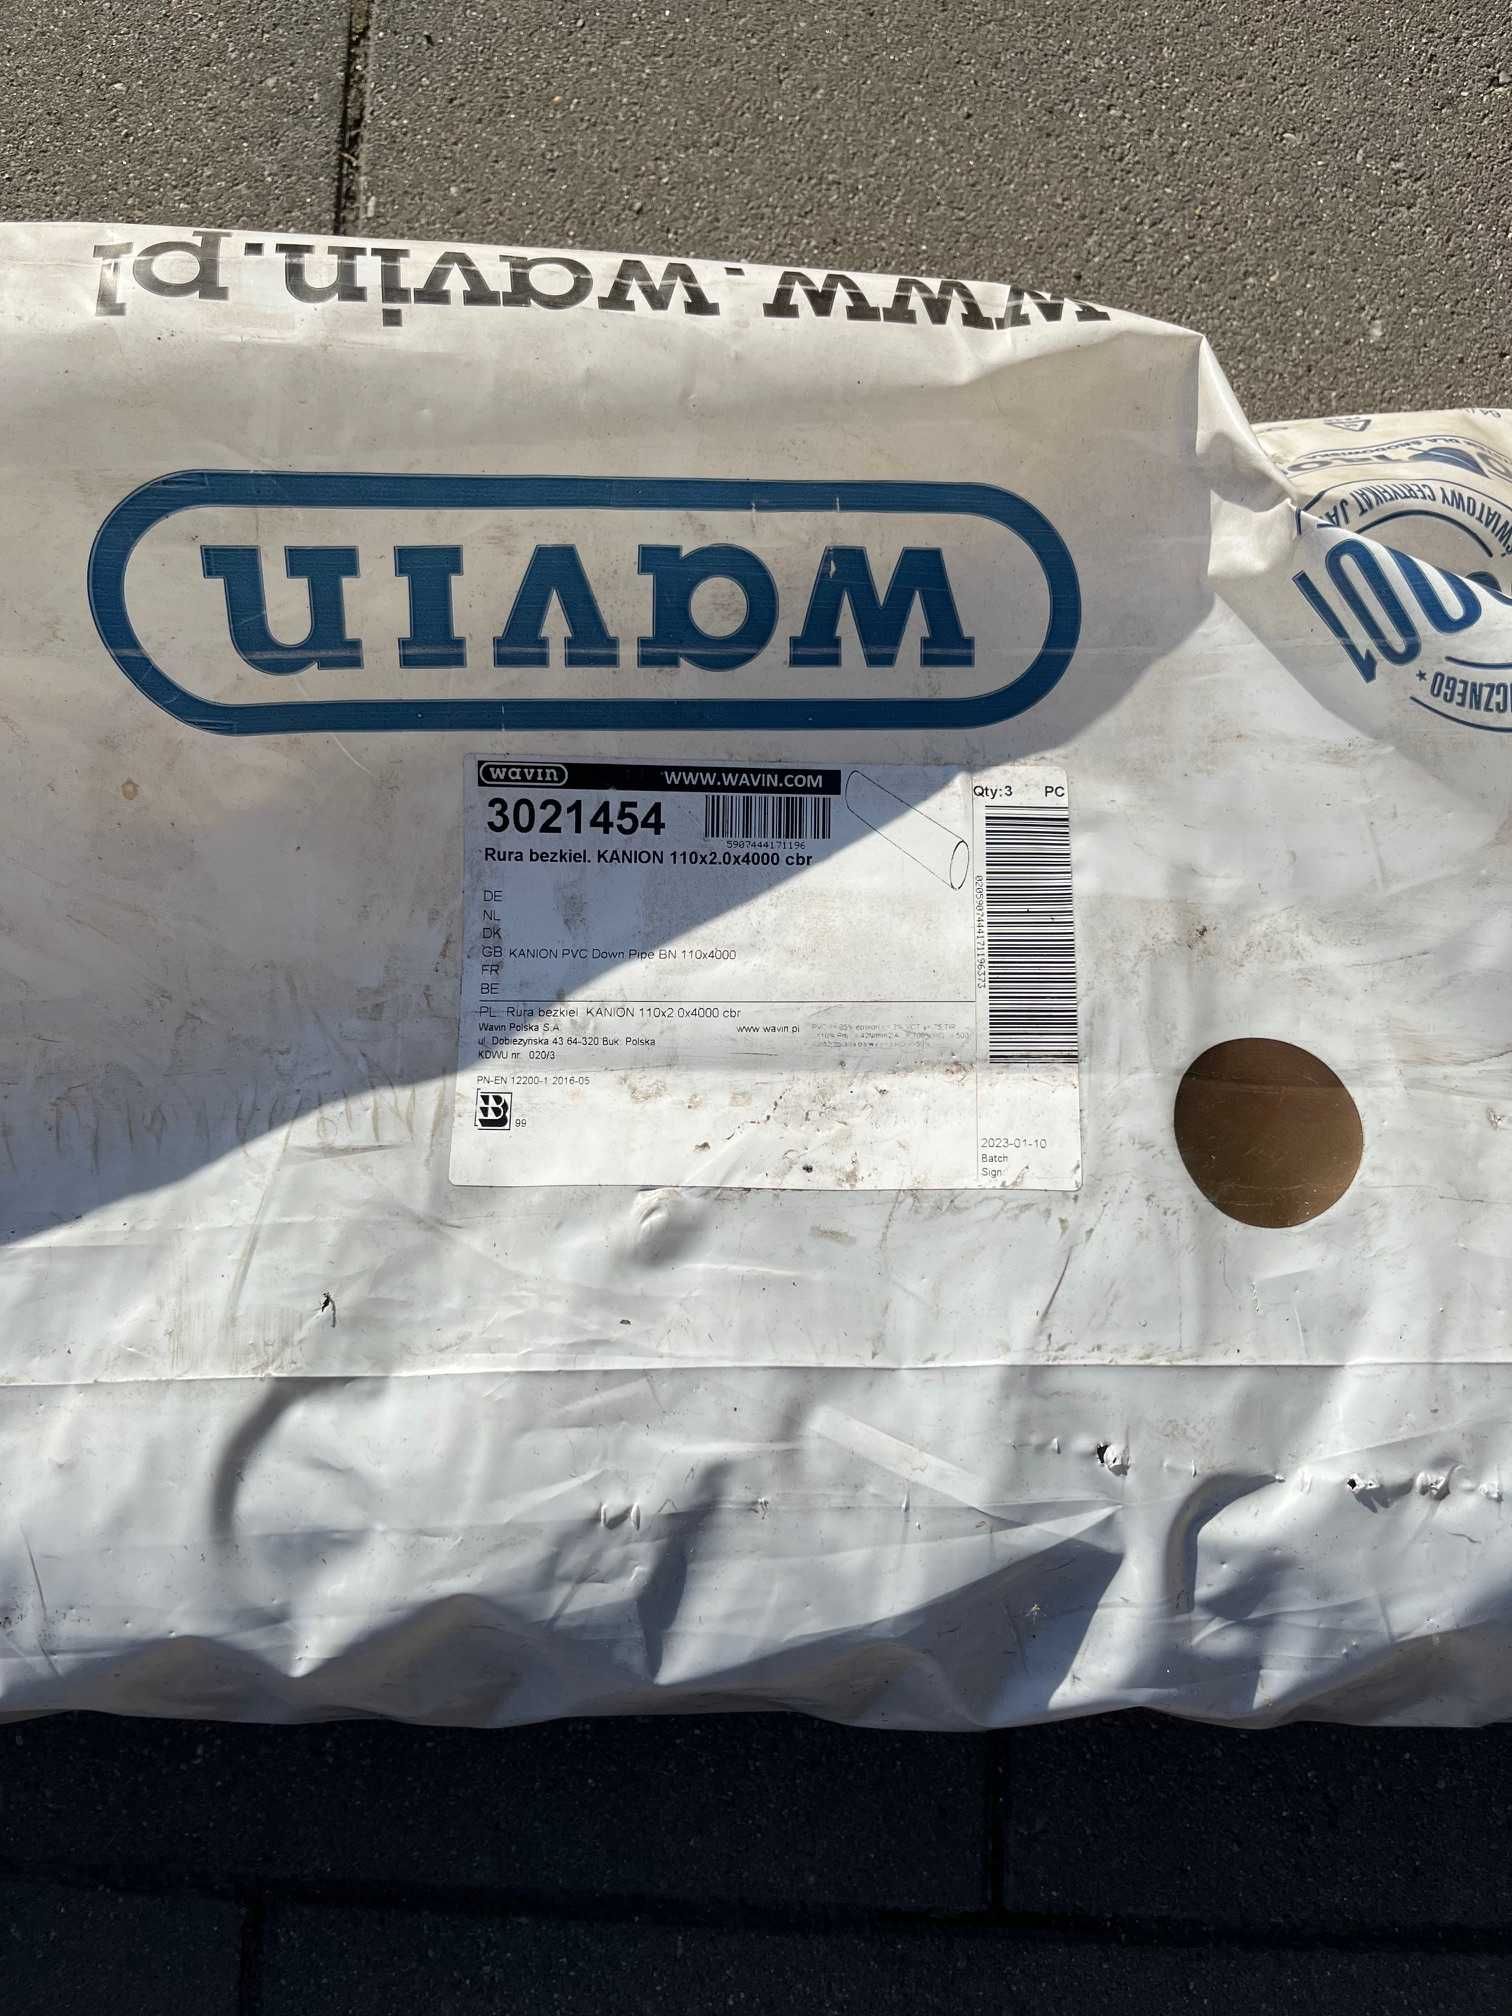 www.wavin.pl
wavin
ŚWIATOWY CERTYFIKAT
wavin WWW.WAVIN.COM
3021454
5907444171196
Rura bezkiel. KANION 110x2.0x4000 cbr
Qty:3 PC
DE
NL
DK
GB KANION PVC Down Pipe BN 110x4000
FR
BE
PL Rura bezkiel. KANION 110x2.0x4000 cbr
Wavin Polska S.A. www.wavin.pl
ul. Dobieżyńska 43 64-320 Buk Polska
KDWU nr. 020/3
PN-EN 12200-1:2016-05
B 99
2023-01-10
Batch
Sign: